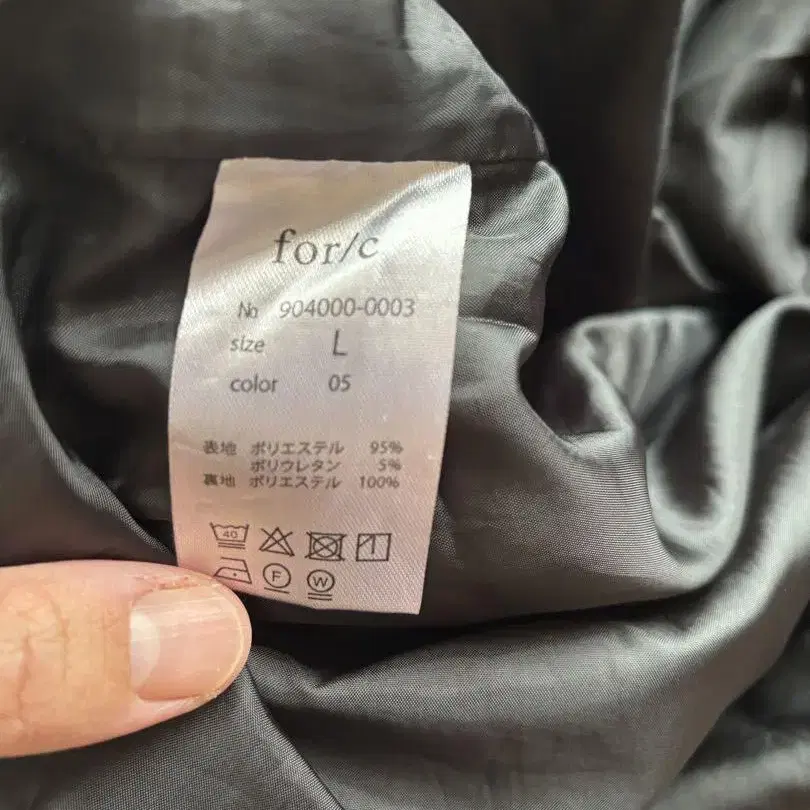 for/c
№ 904000-0003
size L
color 05
表地 ポリエステル 95%
ポリウレタン 5%
裏地 ポリエステル 100%
40
F W